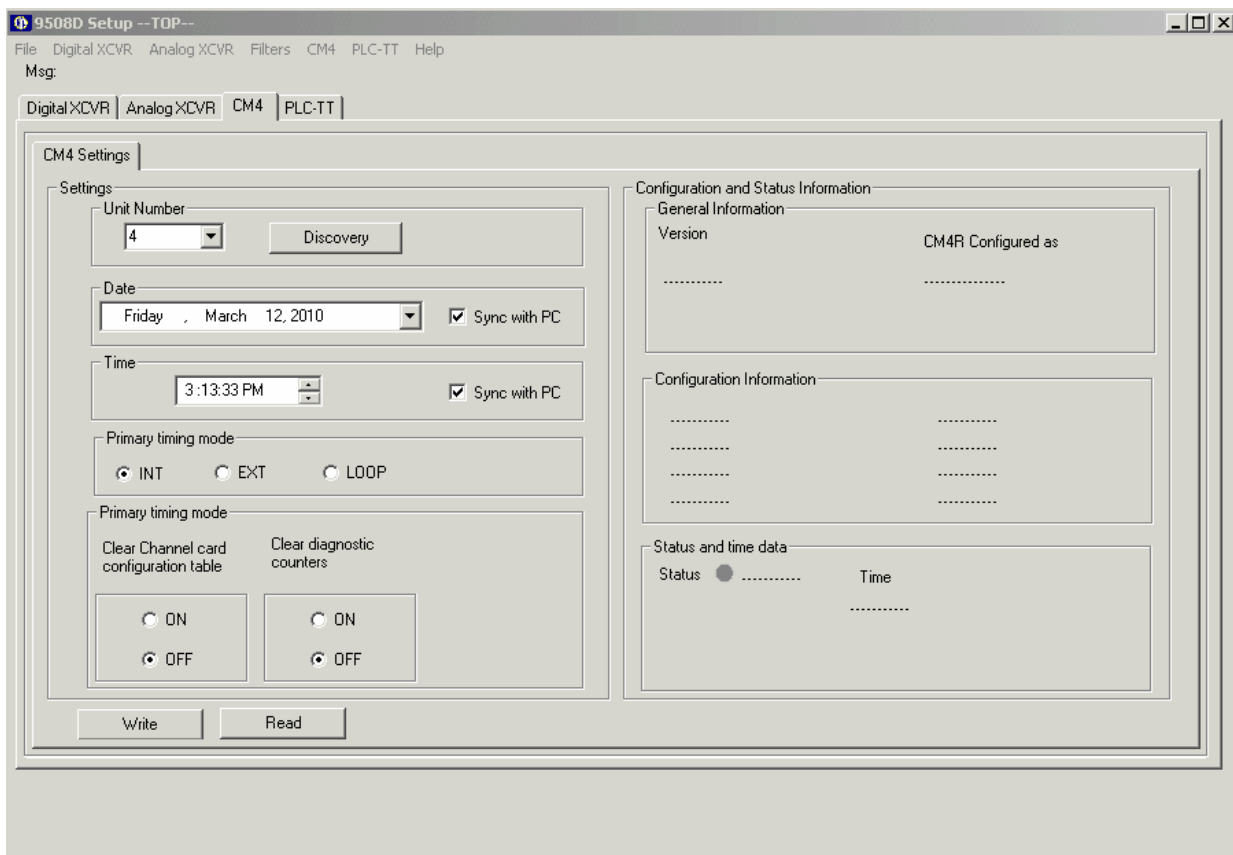 9508D Setup --TOP--
File Digital XCVR Analog XCVR Filters CM4 PLC-TT Help
Msg:
Digital XCVR Analog XCVR CM4 PLC-TT
CM4 Settings
Settings
Unit Number
4
Discovery
Date
Friday , March 12, 2010
Sync with PC
Time
3 :13:33 PM
Sync with PC
Primary timing mode
INT EXT LOOP
Primary timing mode
Clear Channel card
configuration table
Clear diagnostic
counters
ON
OFF
ON
OFF
Write Read
Configuration and Status Information
General Information
Version
CM4R Configured as
-----------
---------------
Configuration Information
----------- -----------
----------- -----------
----------- -----------
----------- -----------
Status and time data
Status ----------- Time
-----------